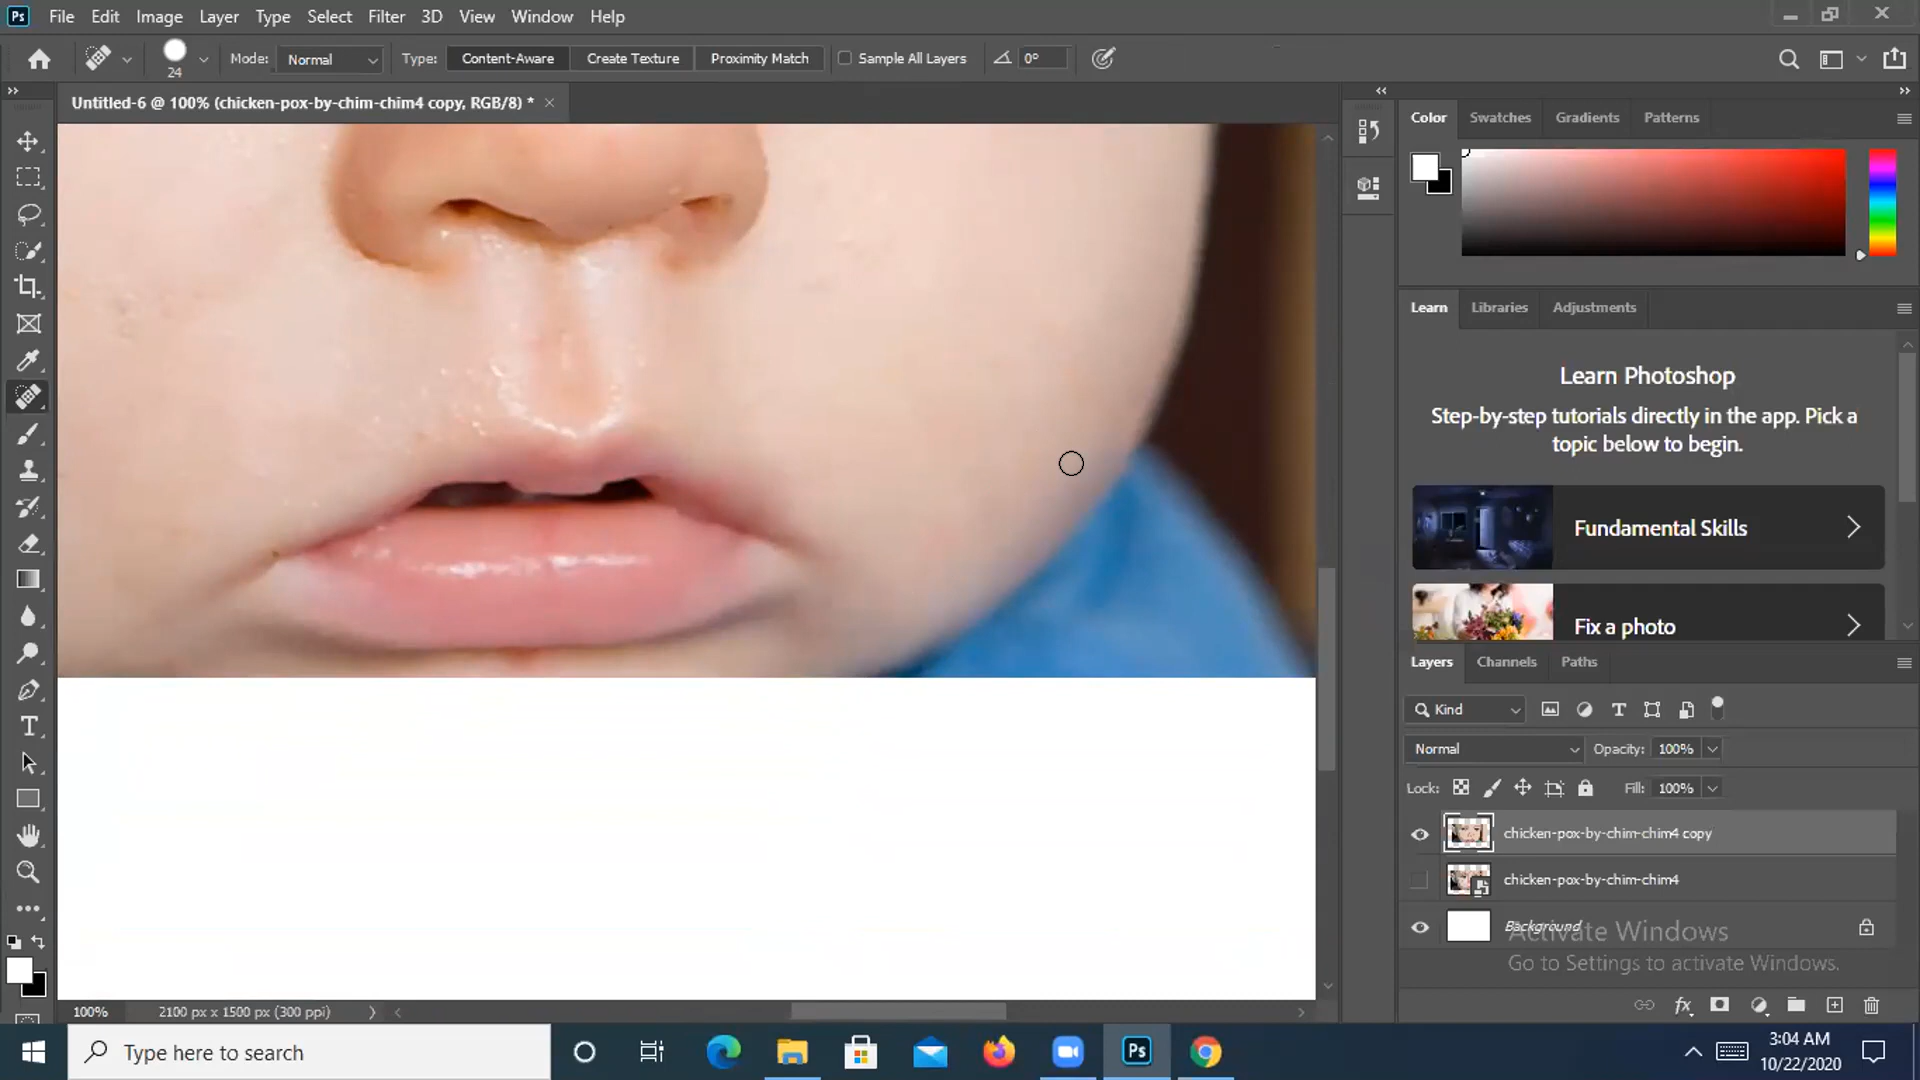 Ps File Edit Image Layer Type Select Filter 3D View Window Help
24 Mode: Normal Type: Content-Aware Create Texture Proximity Match Sample All Layers 0°
Untitled-6 @ 100% (chicken-pox-by-chim-chim4 copy, RGB/8) *
Color Swatches Gradients Patterns
Learn Libraries Adjustments
Learn Photoshop
Step-by-step tutorials directly in the app. Pick a
topic below to begin.
Fundamental Skills
Fix a photo
Layers Channels Paths
Kind
Normal Opacity: 100%
Lock: Fill: 100%
chicken-pox-by-chim-chim4 copy
chicken-pox-by-chim-chim4
Background
Activate Windows
Go to Settings to activate Windows.
100% 2100 px x 1500 px (300 ppi)
Type here to search
Ps
3:04 AM
10/22/2020